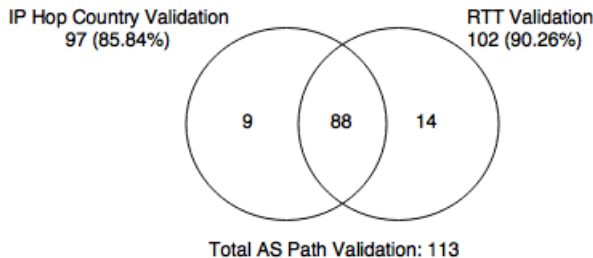 IP Hop Country Validation
97 (85.84%)
RTT Validation
102 (90.26%)
9
88
14
Total AS Path Validation: 113